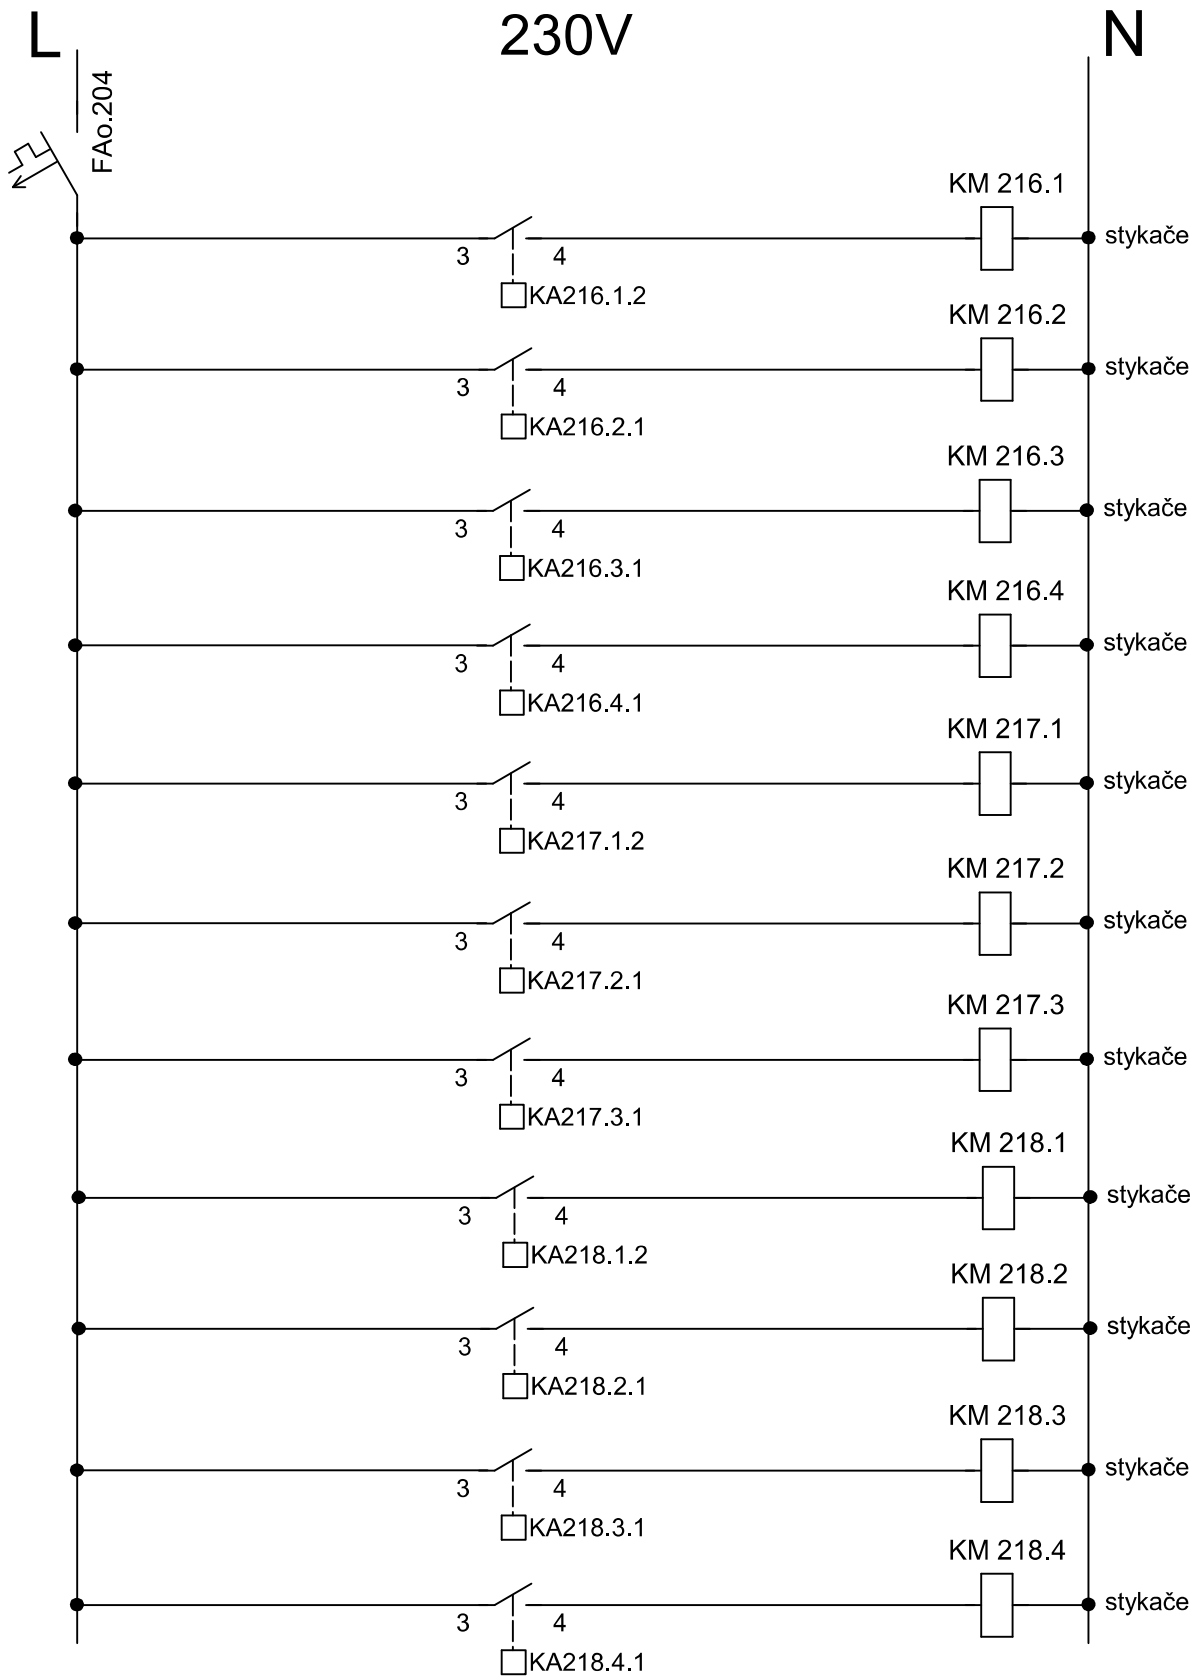 L 230V N
FAo.204
KM 216.1
3 4 stykače
KA216.1.2
KM 216.2
3 4 stykače
KA216.2.1
KM 216.3
3 4 stykače
KA216.3.1
KM 216.4
3 4 stykače
KA216.4.1
KM 217.1
3 4 stykače
KA217.1.2
KM 217.2
3 4 stykače
KA217.2.1
KM 217.3
3 4 stykače
KA217.3.1
KM 218.1
3 4 stykače
KA218.1.2
KM 218.2
3 4 stykače
KA218.2.1
KM 218.3
3 4 stykače
KA218.3.1
KM 218.4
3 4 stykače
KA218.4.1